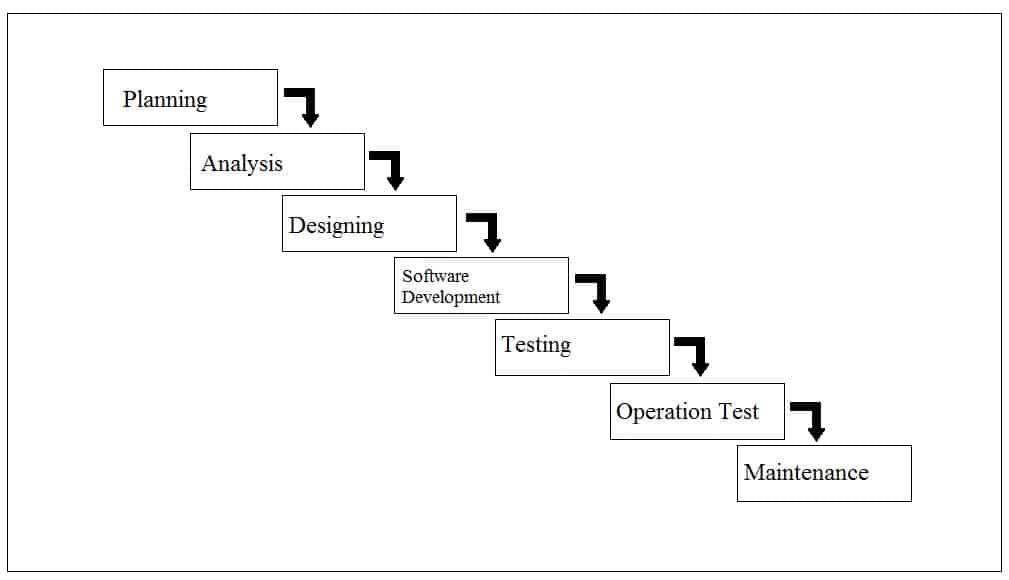 Planning
Analysis
Designing
Software
Development
Testing
Operation Test
Maintenance